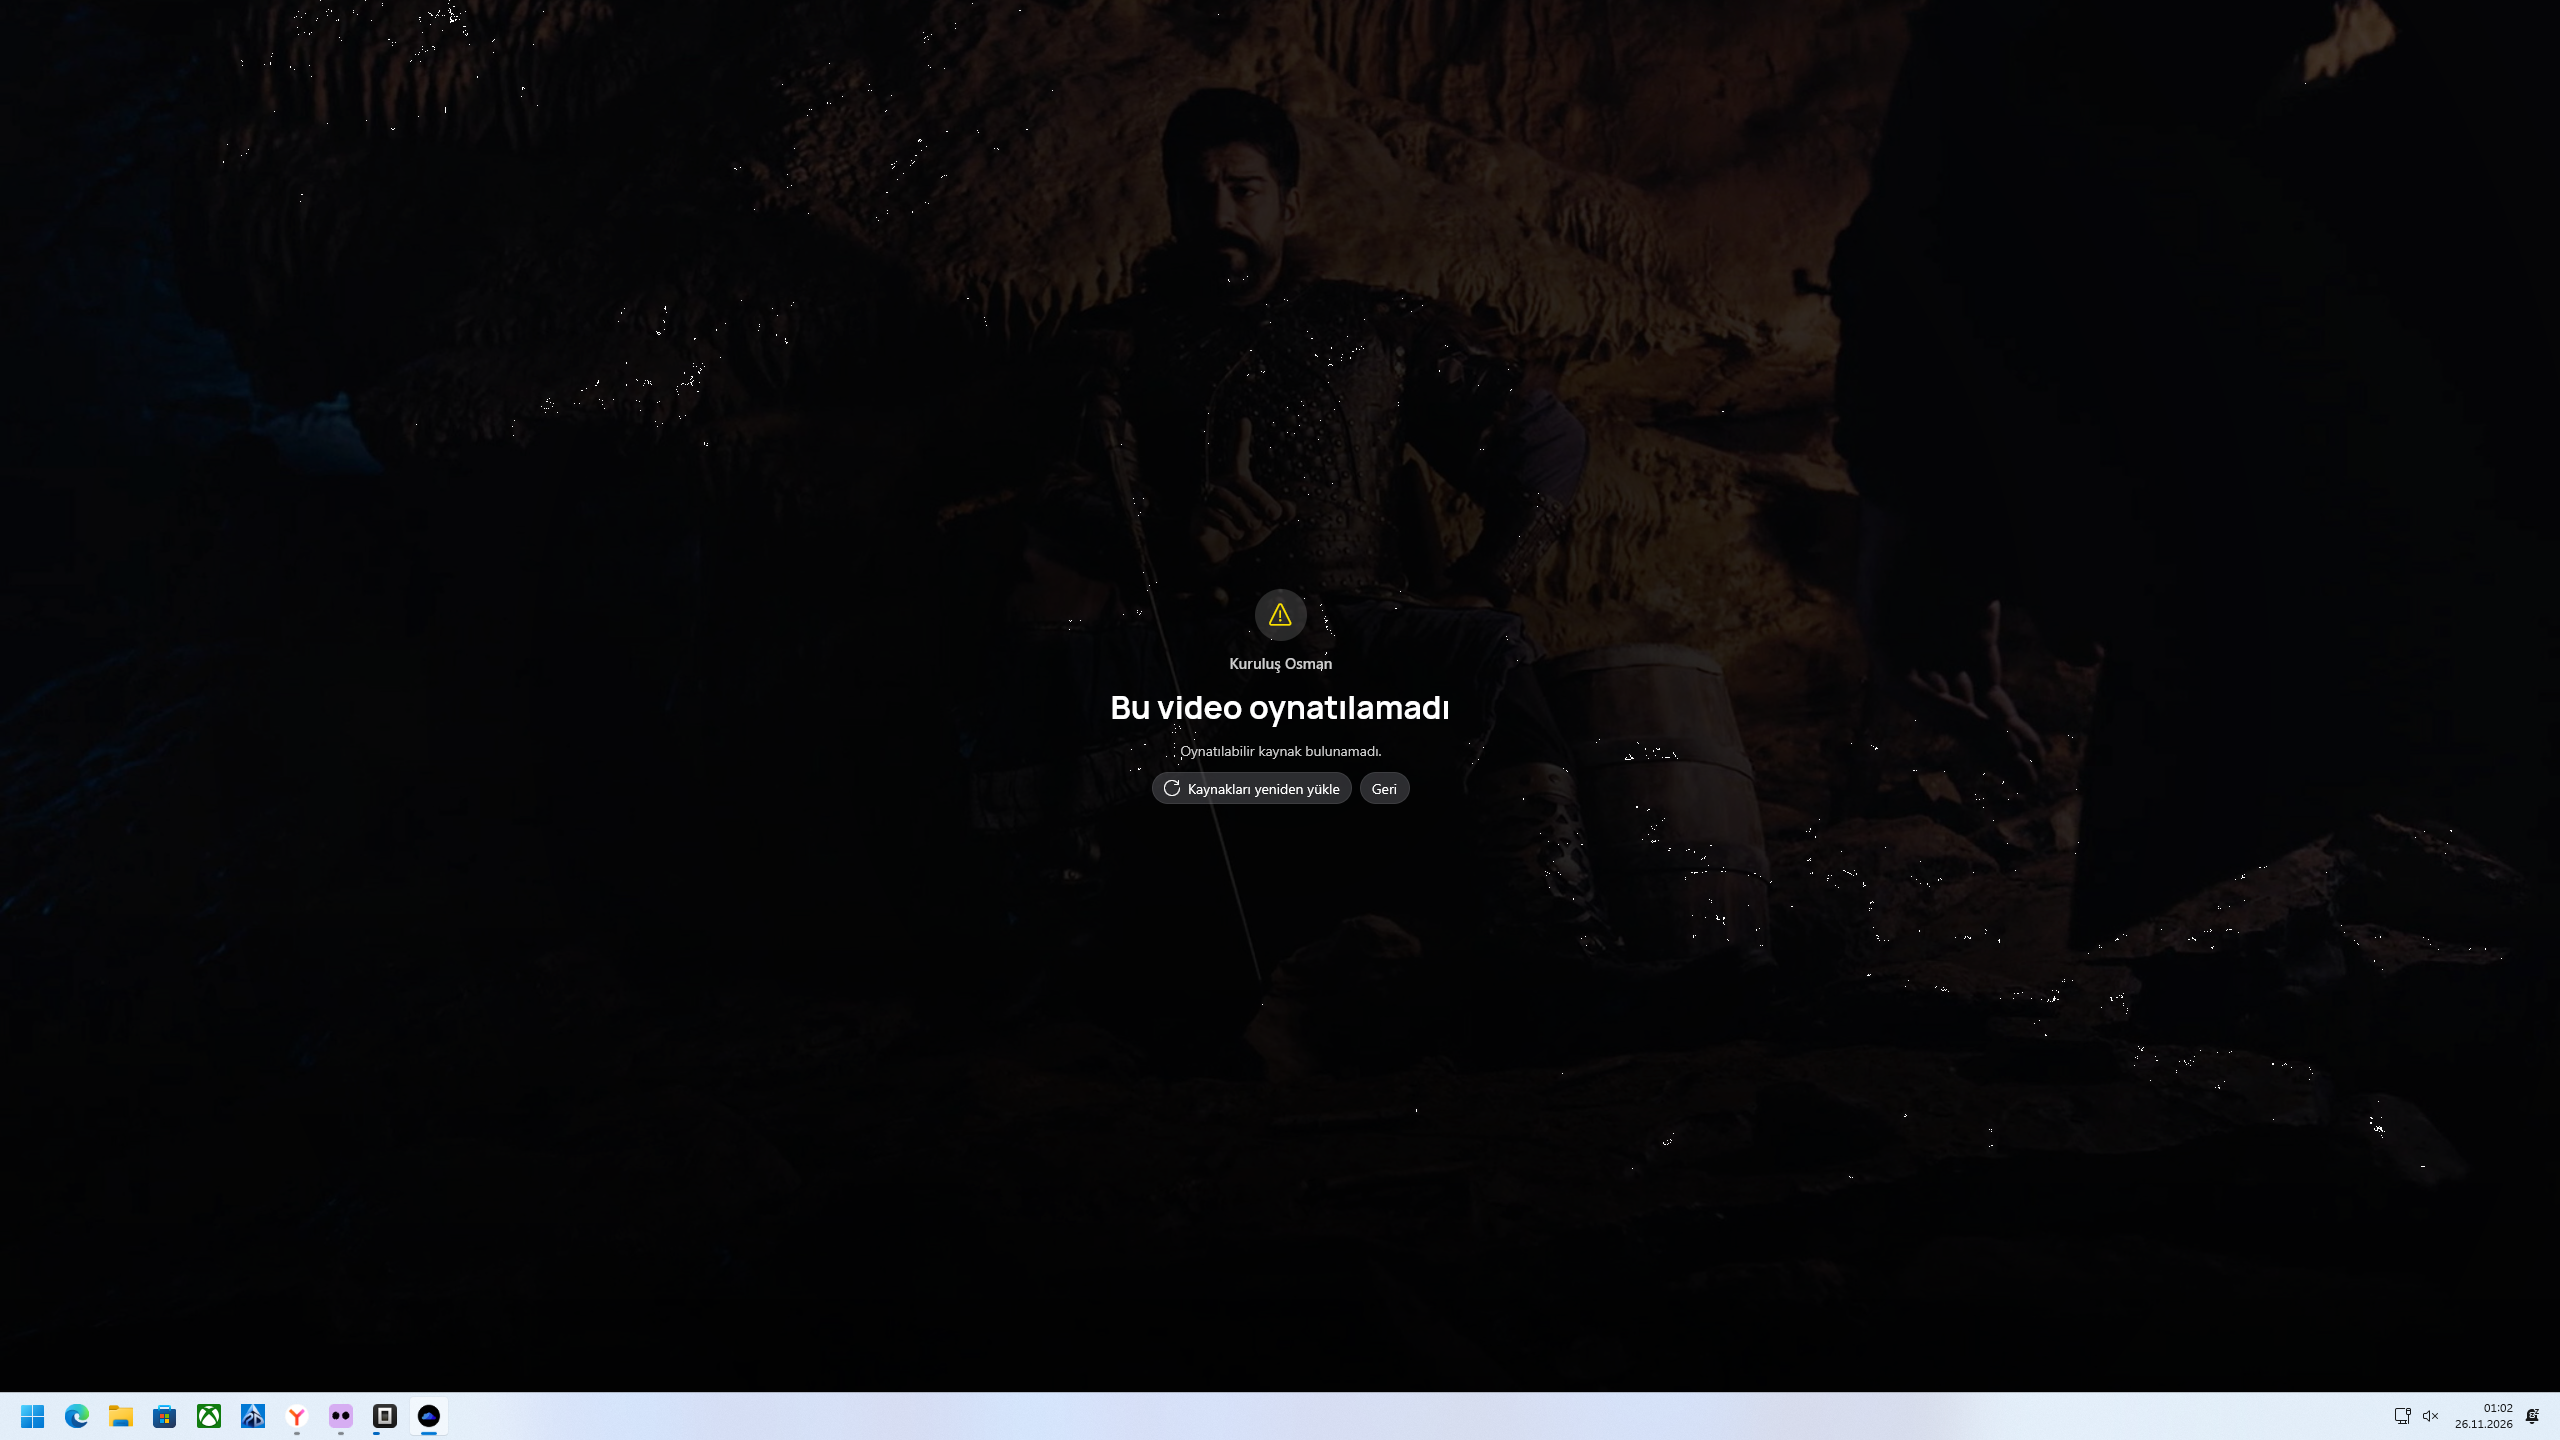 Kuruluş Osman
Bu video oynatılamadı
Oynatılabilir kaynak bulunamadı.
Kaynakları yeniden yükle
Geri
01:02
26.11.2026